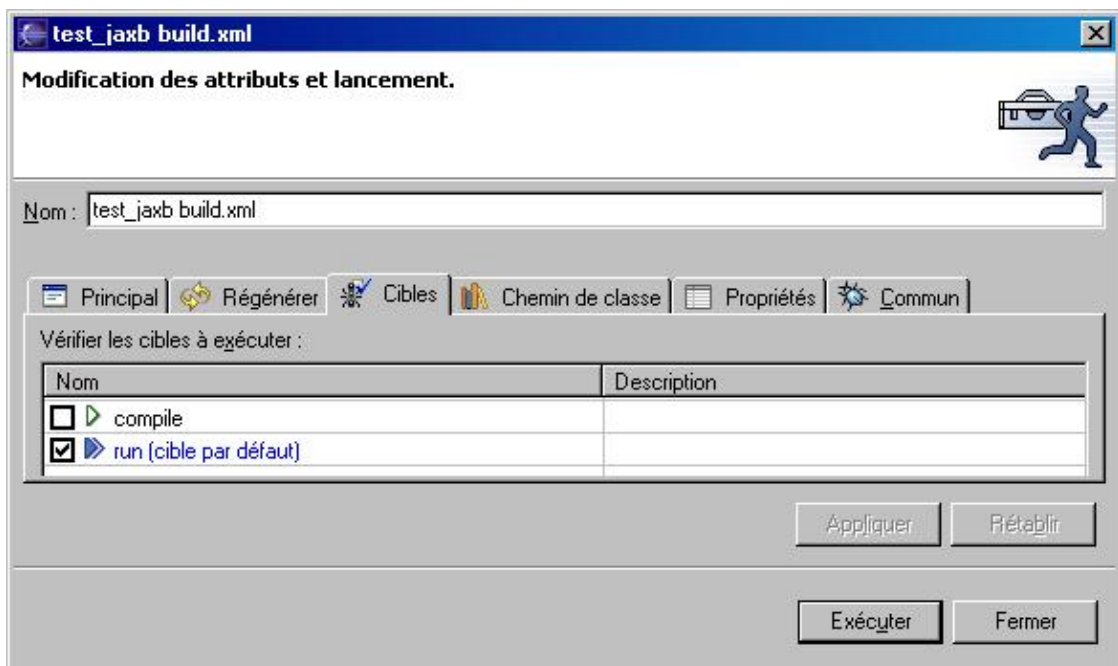 test_jaxb build.xml
Modification des attributs et lancement.
Nom : test_jaxb build.xml
Principal Régénérer Cibles Chemin de classe Propriétés Commun
Vérifier les cibles à exécuter :
Nom Description
compile
run (cible par défaut)
Appliquer Rétablir
Exécuter Fermer